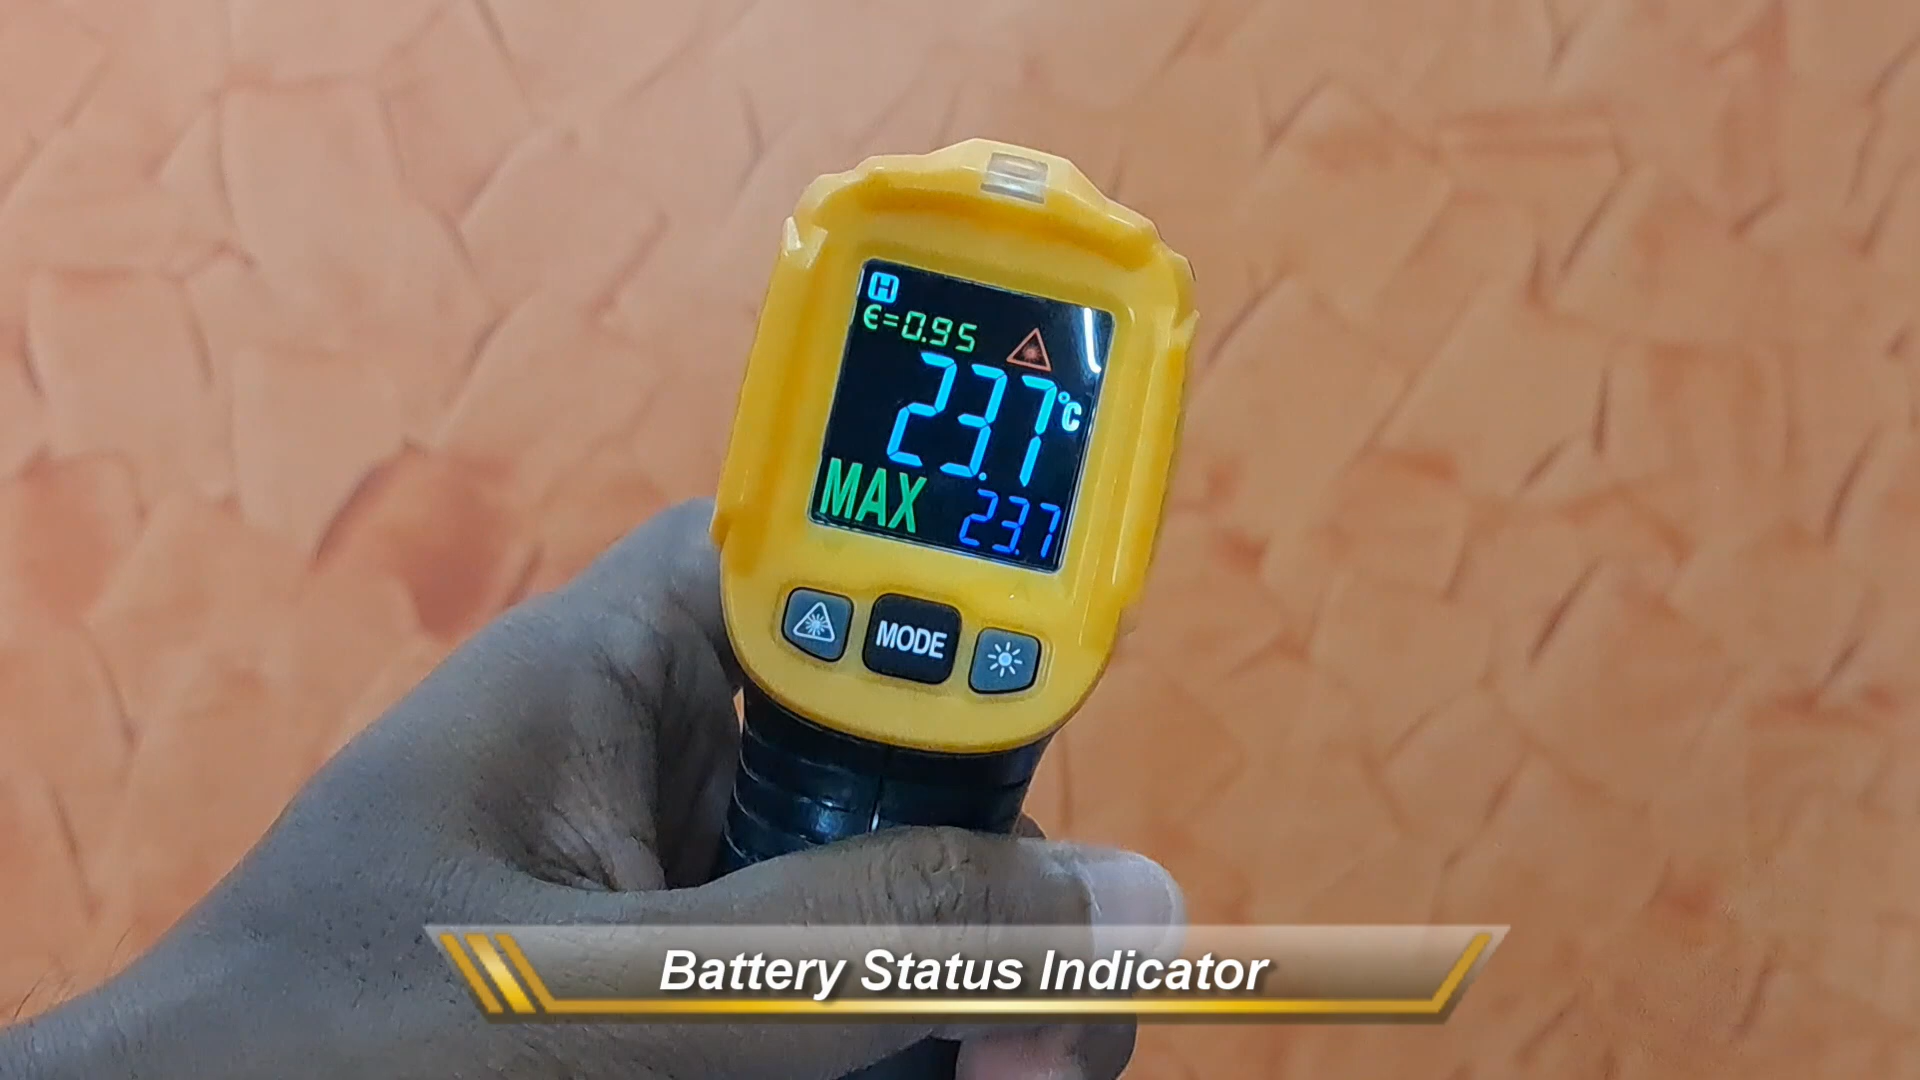 H
ϵ=0.95
23.7°C
MAX 23.7
MODE
Battery Status Indicator